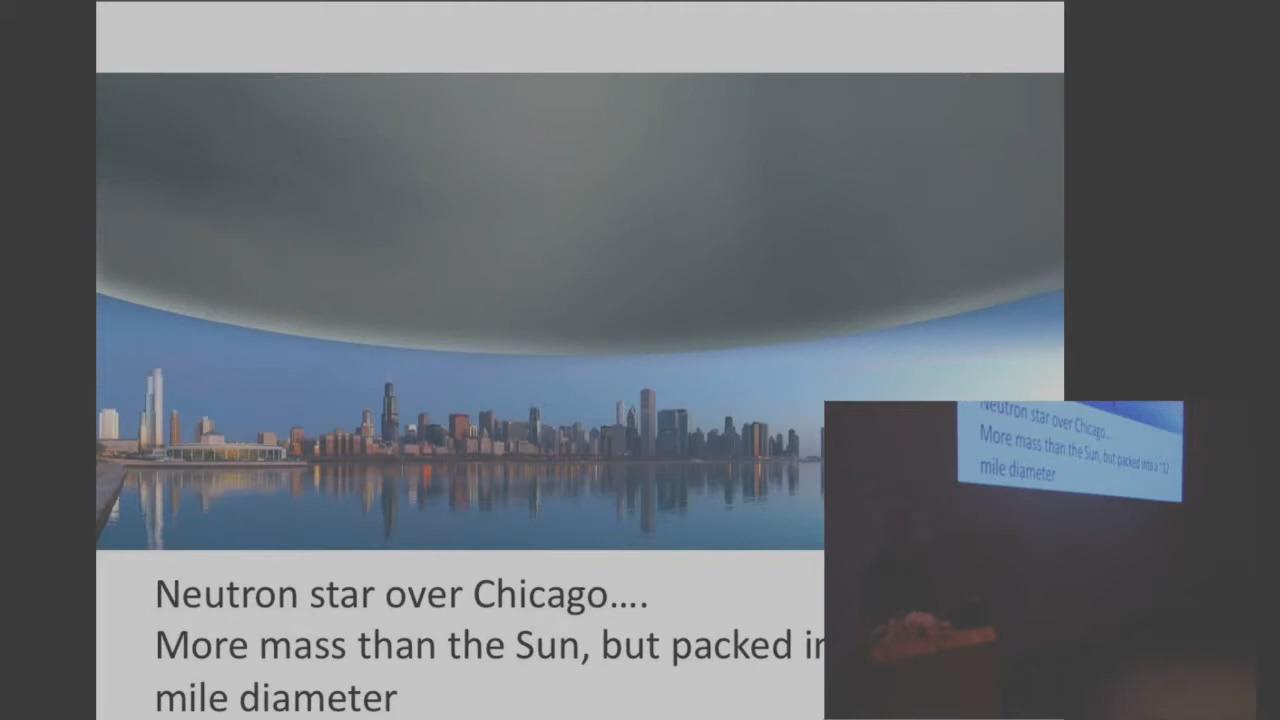 Neutron star over Chicago….
More mass than the Sun, but packed
mile diameter
Neutron star over Chicago…
More mass than the Sun, but packed into a
mile diameter